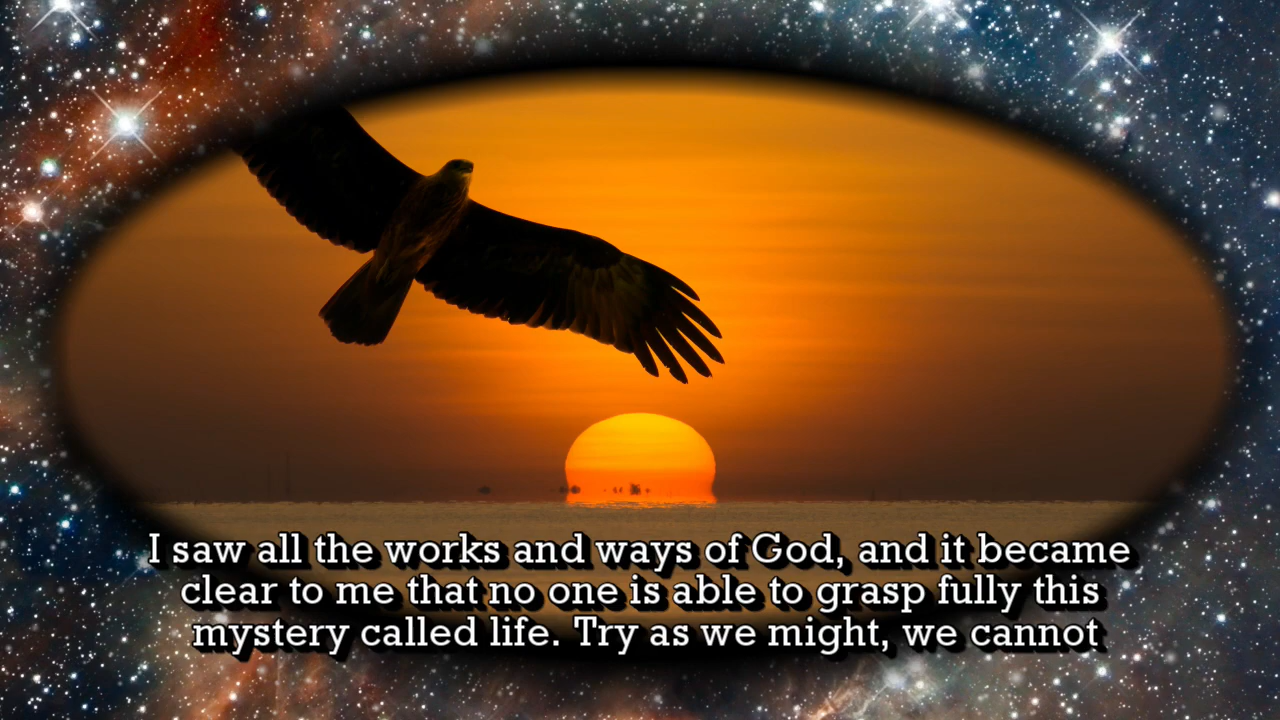 I saw all the works and ways of God, and it became
clear to me that no one is able to grasp fully this
mystery called life. Try as we might, we cannot